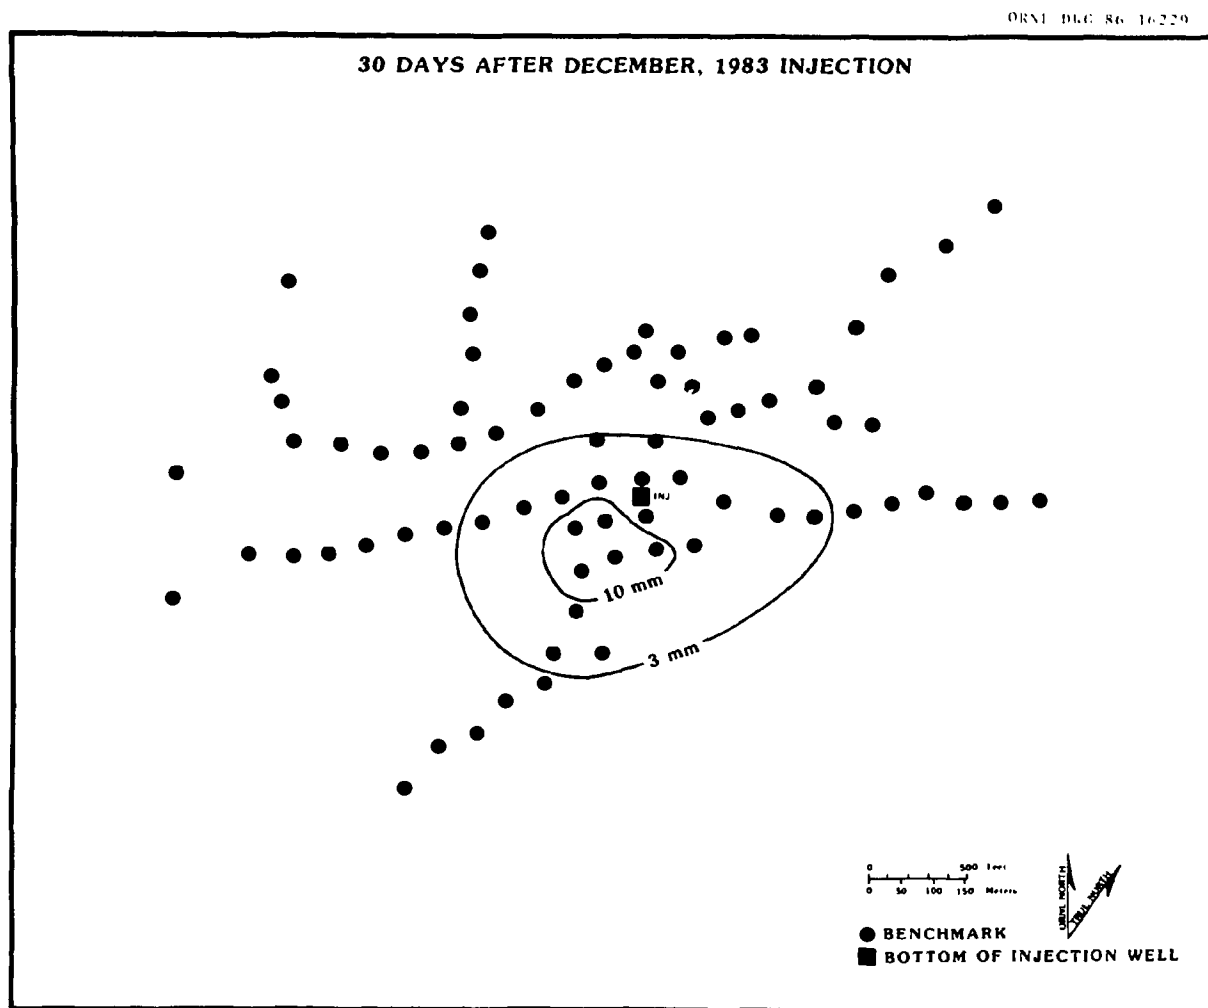 ORNL DWG 86 16229
30 DAYS AFTER DECEMBER, 1983 INJECTION
INJ
10 mm
3 mm
0 500 Feet
0 50 100 150 Meters
ORNL NORTH
TRUE NORTH
BENCHMARK
BOTTOM OF INJECTION WELL